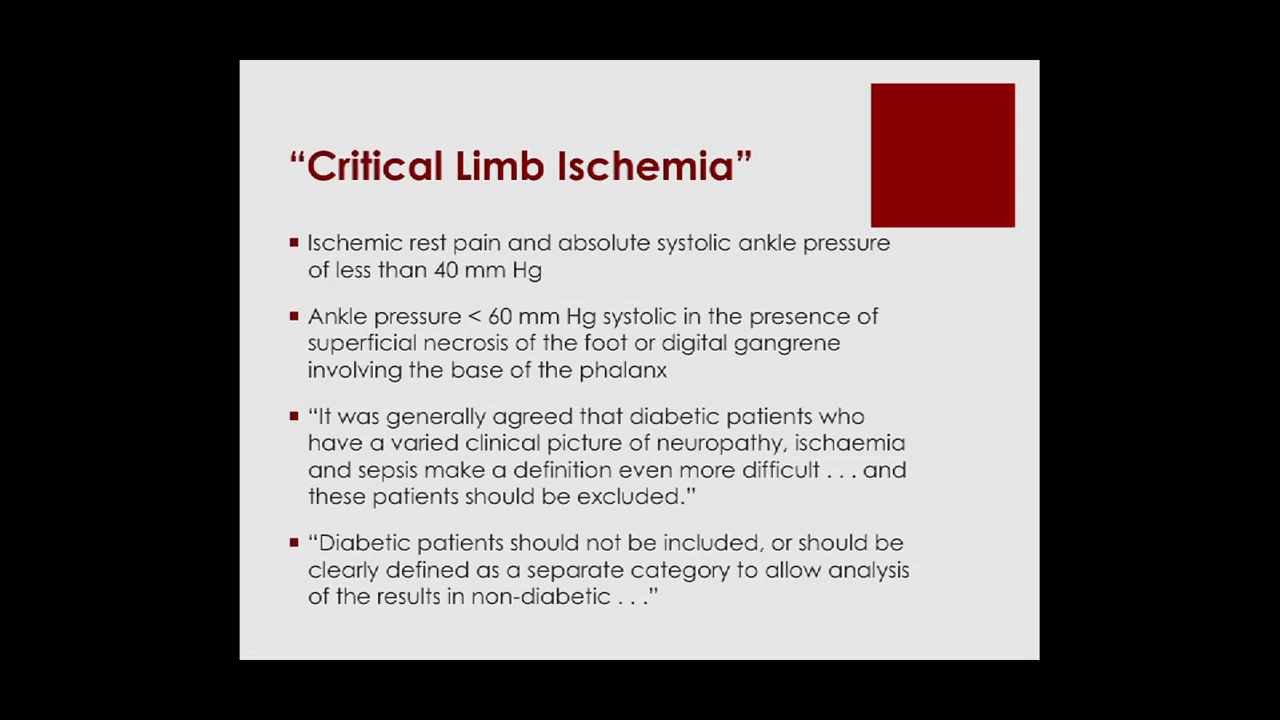 “Critical Limb Ischemia”
▪ Ischemic rest pain and absolute systolic ankle pressure
of less than 40 mm Hg
▪ Ankle pressure < 60 mm Hg systolic in the presence of
superficial necrosis of the foot or digital gangrene
involving the base of the phalanx
▪ “It was generally agreed that diabetic patients who
have a varied clinical picture of neuropathy, ischaemia
and sepsis make a definition even more difficult . . . and
these patients should be excluded.”
▪ “Diabetic patients should not be included, or should be
clearly defined as a separate category to allow analysis
of the results in non-diabetic . . .”